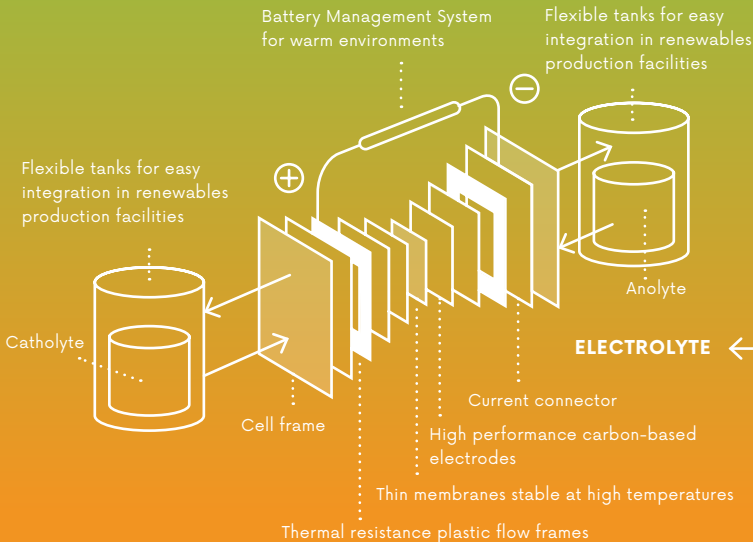 Battery Management System
for warm environments
Flexible tanks for easy
integration in renewables
production facilities
Flexible tanks for easy
integration in renewables
production facilities
Anolyte
Catholyte
ELECTROLYTE
Current connector
Cell frame
High performance carbon-based
electrodes
Thin membranes stable at high temperatures
Thermal resistance plastic flow frames